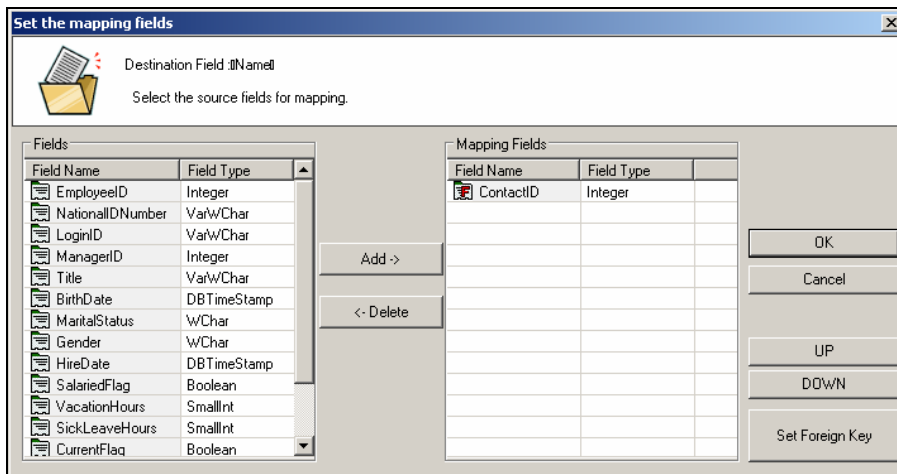 Set the mapping fields
Destination Field :▯Name▯
Select the source fields for mapping.
Fields
Field Name Field Type
EmployeeID Integer
NationalIDNumber VarWChar
LoginID VarWChar
ManagerID Integer
Title VarWChar
BirthDate DBTimeStamp
MaritalStatus WChar
Gender WChar
HireDate DBTimeStamp
SalariedFlag Boolean
VacationHours SmallInt
SickLeaveHours SmallInt
CurrentFlag Boolean
Add ->
<- Delete
Mapping Fields
Field Name Field Type
F ContactID Integer
OK
Cancel
UP
DOWN
Set Foreign Key